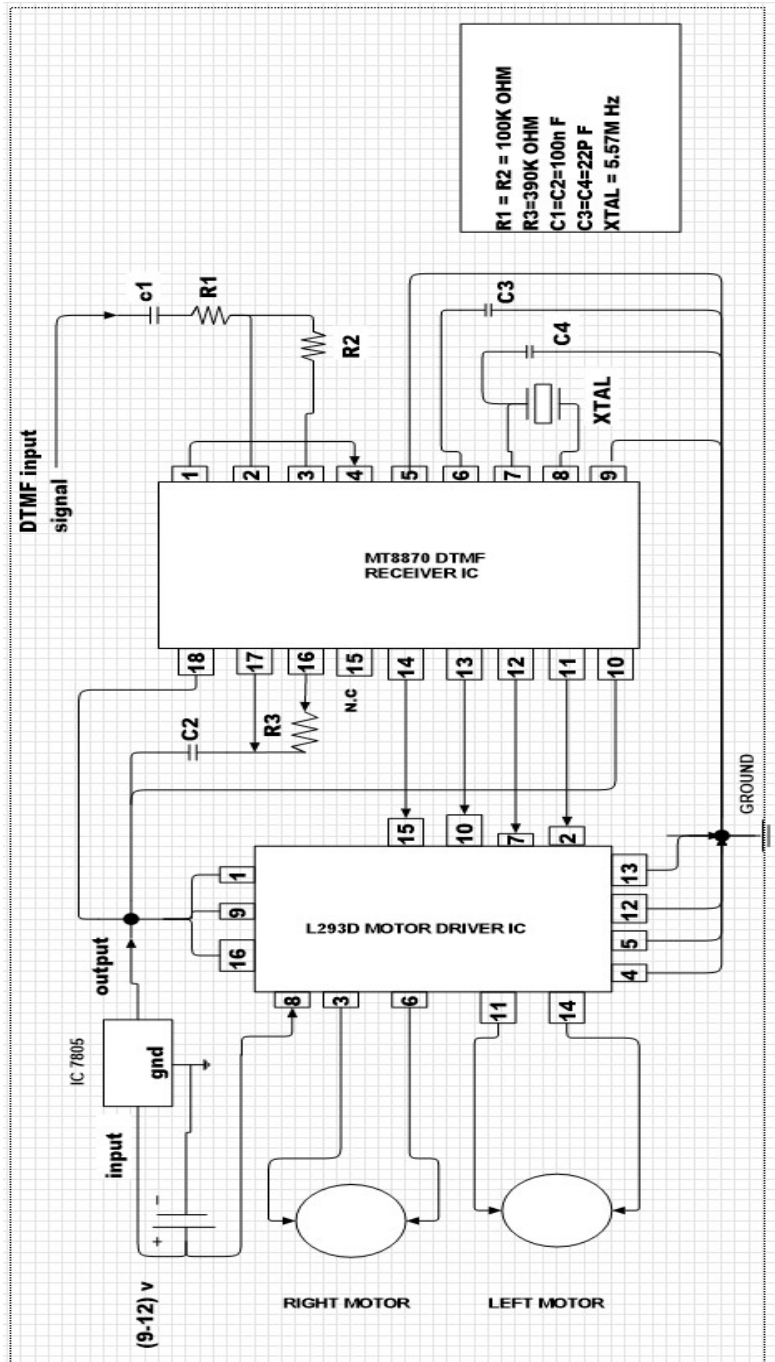 R1 = R2 = 100K OHM
R3=390K OHM
C1=C2=100n F
C3=C4=22P F
XTAL = 5.57M Hz
DTMF input
signal
c1
R1
R2
C3
C4
XTAL
1
2
3
4
5
6
7
8
9
MT8870 DTMF
RECEIVER IC
18
17
16
15
14
13
12
11
10
N.C
C2
R3
15
10
7
2
1
9
16
L293D MOTOR DRIVER IC
13
12
5
4
GROUND
8
3
6
11
14
output
IC 7805
gnd
input
+
−
(9-12) v
RIGHT MOTOR
LEFT MOTOR